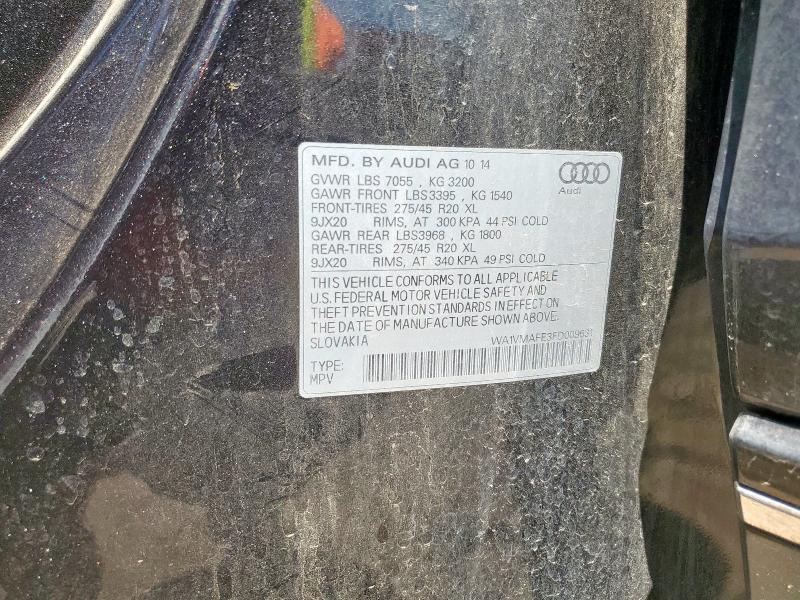 MFD. BY AUDI AG 10 14
GVWR LBS 7055 , KG 3200
GAWR FRONT LBS3395 , KG 1540
FRONT-TIRES 275/45 R20 XL
9JX20 RIMS, AT 300 KPA 44 PSI COLD
GAWR REAR LBS3968 , KG 1800
REAR-TIRES 275/45 R20 XL
9JX20 RIMS, AT 340 KPA 49 PSI COLD
Audi
THIS VEHICLE CONFORMS TO ALL APPLICABLE
U.S. FEDERAL MOTOR VEHICLE SAFETY AND
THEFT PREVENTION STANDARDS IN EFFECT ON
THE DATE OF MANUFACTURE SHOWN ABOVE.
SLOVAKIA WA1VMAFE3FD009631
TYPE:
MPV